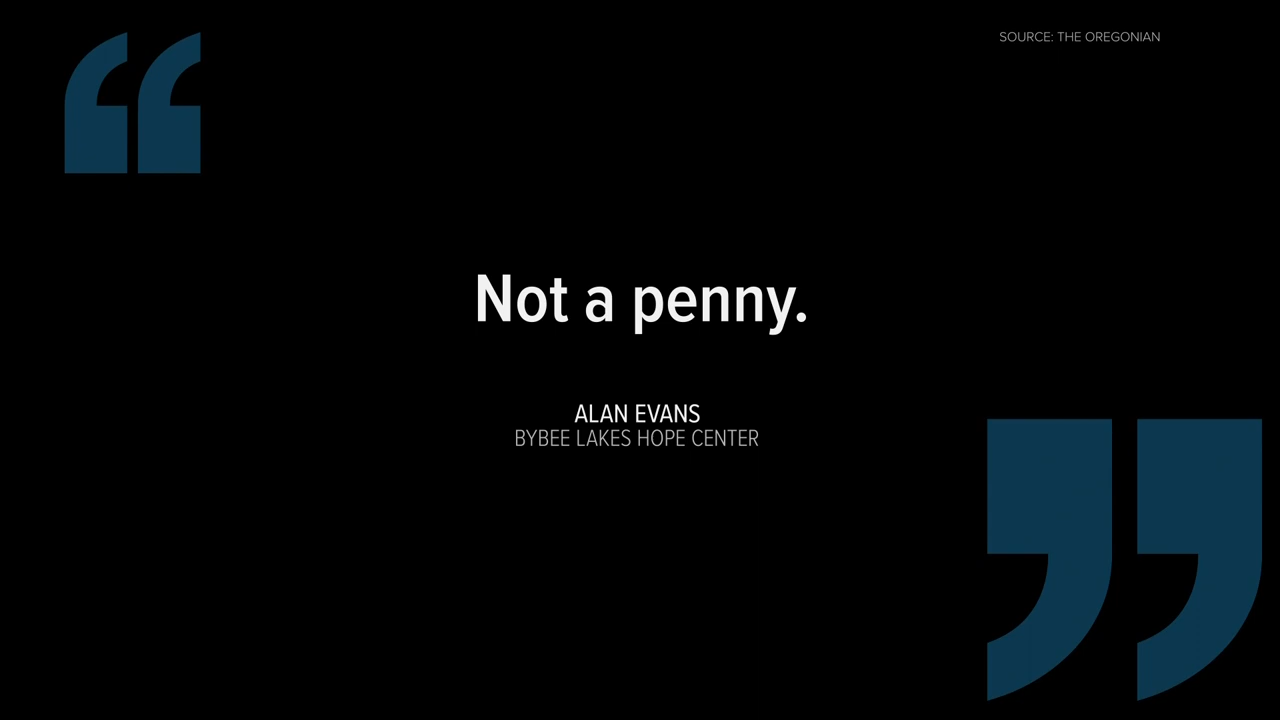 SOURCE: THE OREGONIAN
Not a penny.
ALAN EVANS
BYBEE LAKES HOPE CENTER